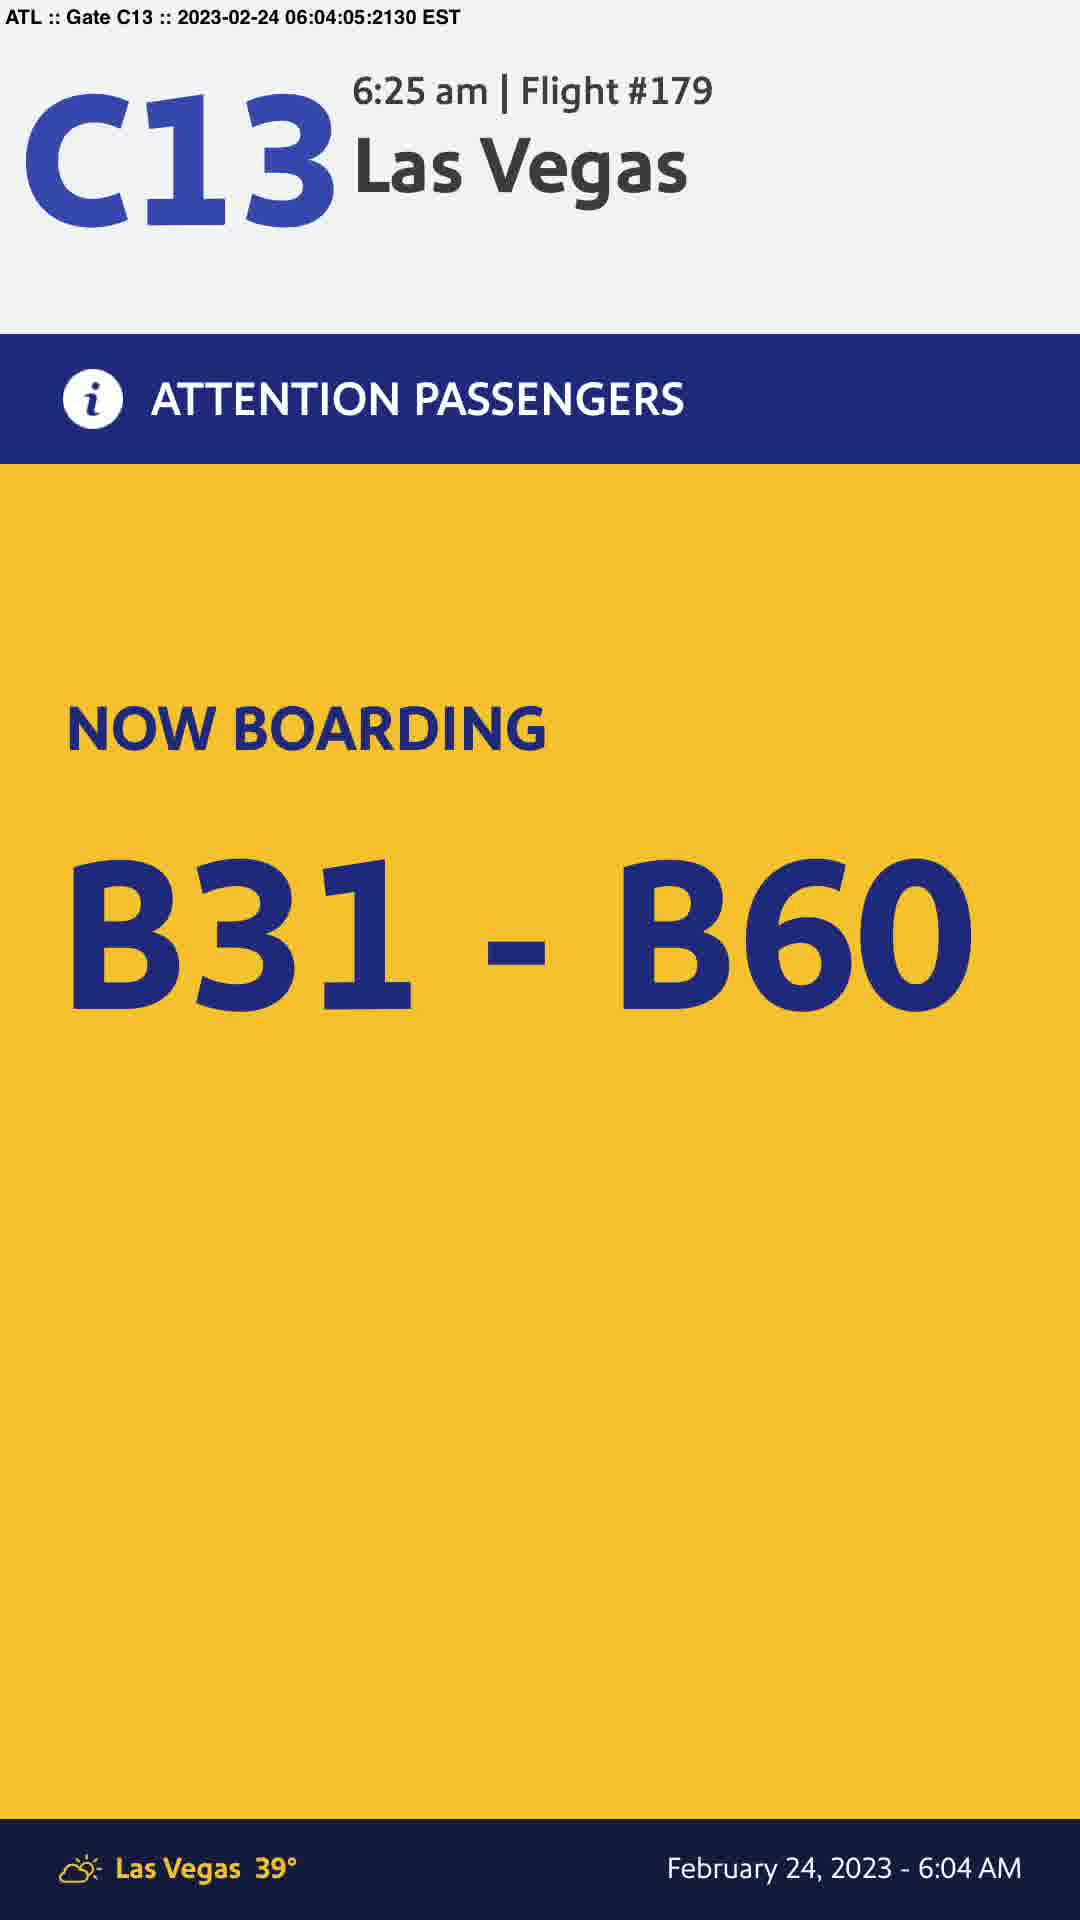 ATL :: Gate C13 :: 2023-02-24 06:04:05:2130 EST
C13
6:25 am | Flight #179
Las Vegas
i ATTENTION PASSENGERS
NOW BOARDING
B31 - B60
Las Vegas 39°
February 24, 2023 - 6:04 AM